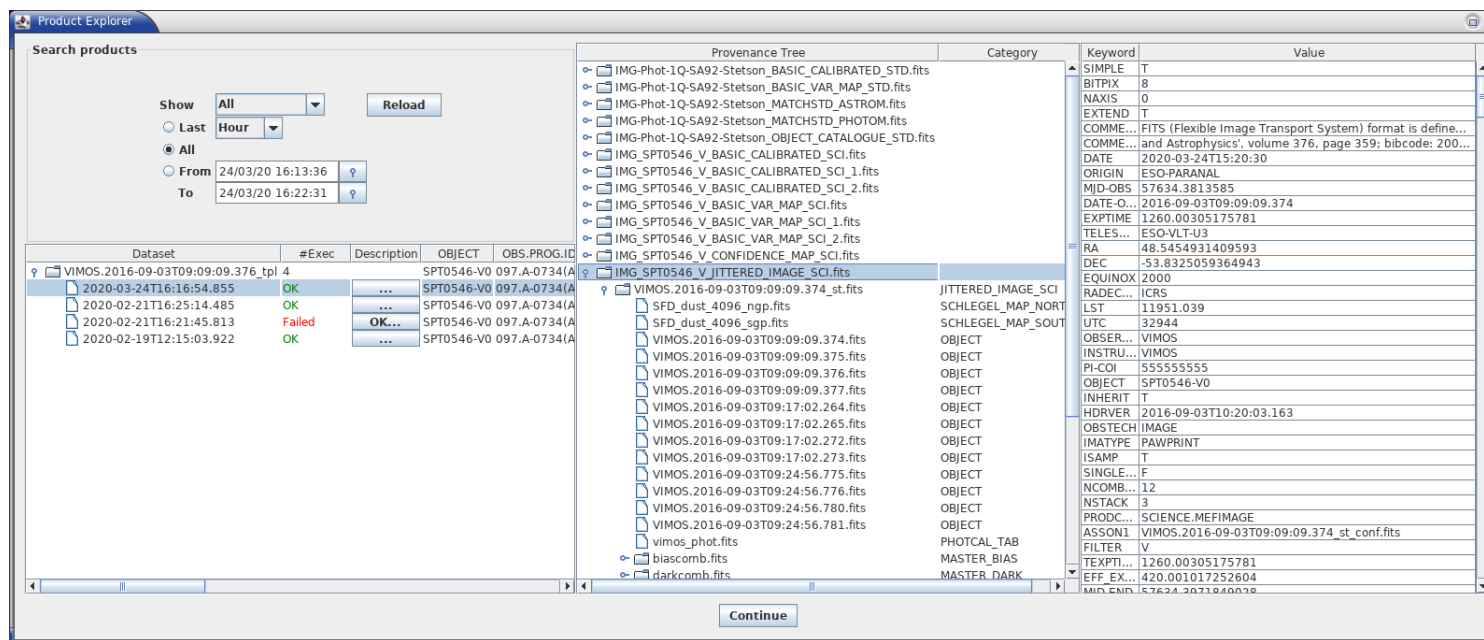 Product Explorer
Search products
Show All Reload
Last Hour
All
From 24/03/20 16:13:36
To 24/03/20 16:22:31
Dataset #Exec Description OBJECT OBS.PROG.ID
VIMOS.2016-09-03T09:09:09.376_tpl 4 SPT0546-V0 097.A-0734(A
2020-03-24T16:16:54.855 OK ... SPT0546-V0 097.A-0734(A
2020-02-21T16:25:14.485 OK ... SPT0546-V0 097.A-0734(A
2020-02-21T16:21:45.813 Failed OK... SPT0546-V0 097.A-0734(A
2020-02-19T12:15:03.922 OK ... SPT0546-V0 097.A-0734(A
Provenance Tree Category
IMG-Phot-1Q-SA92-Stetson_BASIC_CALIBRATED_STD.fits
IMG-Phot-1Q-SA92-Stetson_BASIC_VAR_MAP_STD.fits
IMG-Phot-1Q-SA92-Stetson_MATCHSTD_ASTROM.fits
IMG-Phot-1Q-SA92-Stetson_MATCHSTD_PHOTOM.fits
IMG-Phot-1Q-SA92-Stetson_OBJECT_CATALOGUE_STD.fits
IMG_SPT0546_V_BASIC_CALIBRATED_SCI.fits
IMG_SPT0546_V_BASIC_CALIBRATED_SCI_1.fits
IMG_SPT0546_V_BASIC_CALIBRATED_SCI_2.fits
IMG_SPT0546_V_BASIC_VAR_MAP_SCI.fits
IMG_SPT0546_V_BASIC_VAR_MAP_SCI_1.fits
IMG_SPT0546_V_BASIC_VAR_MAP_SCI_2.fits
IMG_SPT0546_V_CONFIDENCE_MAP_SCI.fits
IMG_SPT0546_V_JITTERED_IMAGE_SCI.fits
VIMOS.2016-09-03T09:09:09.374_st.fits JITTERED_IMAGE_SCI
SFD_dust_4096_ngp.fits SCHLEGEL_MAP_NORT
SFD_dust_4096_sgp.fits SCHLEGEL_MAP_SOUT
VIMOS.2016-09-03T09:09:09.374.fits OBJECT
VIMOS.2016-09-03T09:09:09.375.fits OBJECT
VIMOS.2016-09-03T09:09:09.376.fits OBJECT
VIMOS.2016-09-03T09:09:09.377.fits OBJECT
VIMOS.2016-09-03T09:17:02.264.fits OBJECT
VIMOS.2016-09-03T09:17:02.265.fits OBJECT
VIMOS.2016-09-03T09:17:02.272.fits OBJECT
VIMOS.2016-09-03T09:17:02.273.fits OBJECT
VIMOS.2016-09-03T09:24:56.775.fits OBJECT
VIMOS.2016-09-03T09:24:56.776.fits OBJECT
VIMOS.2016-09-03T09:24:56.780.fits OBJECT
VIMOS.2016-09-03T09:24:56.781.fits OBJECT
vimos_phot.fits PHOTCAL_TAB
biascomb.fits MASTER_BIAS
darkcomb.fits MASTER_DARK
Keyword Value
SIMPLE T
BITPIX 8
NAXIS 0
EXTEND T
COMME... FITS (Flexible Image Transport System) format is define...
COMME... and Astrophysics', volume 376, page 359; bibcode: 200...
DATE 2020-03-24T15:20:30
ORIGIN ESO-PARANAL
MJD-OBS 57634.3813585
DATE-O... 2016-09-03T09:09:09.374
EXPTIME 1260.00305175781
TELES... ESO-VLT-U3
RA 48.5454931409593
DEC -53.8325059364943
EQUINOX 2000
RADEC... ICRS
LST 11951.039
UTC 32944
OBSER... VIMOS
INSTRU... VIMOS
PI-COI 555555555
OBJECT SPT0546-V0
INHERIT T
HDRVER 2016-09-03T10:20:03.163
OBSTECH IMAGE
IMATYPE PAWPRINT
ISAMP T
SINGLE... F
NCOMB... 12
NSTACK 3
PRODC... SCIENCE.MEFIMAGE
ASSON1 VIMOS.2016-09-03T09:09:09.374_st_conf.fits
FILTER V
TEXPTI... 1260.00305175781
EFF_EX... 420.001017252604
MJD-END 57634.3971849028
Continue